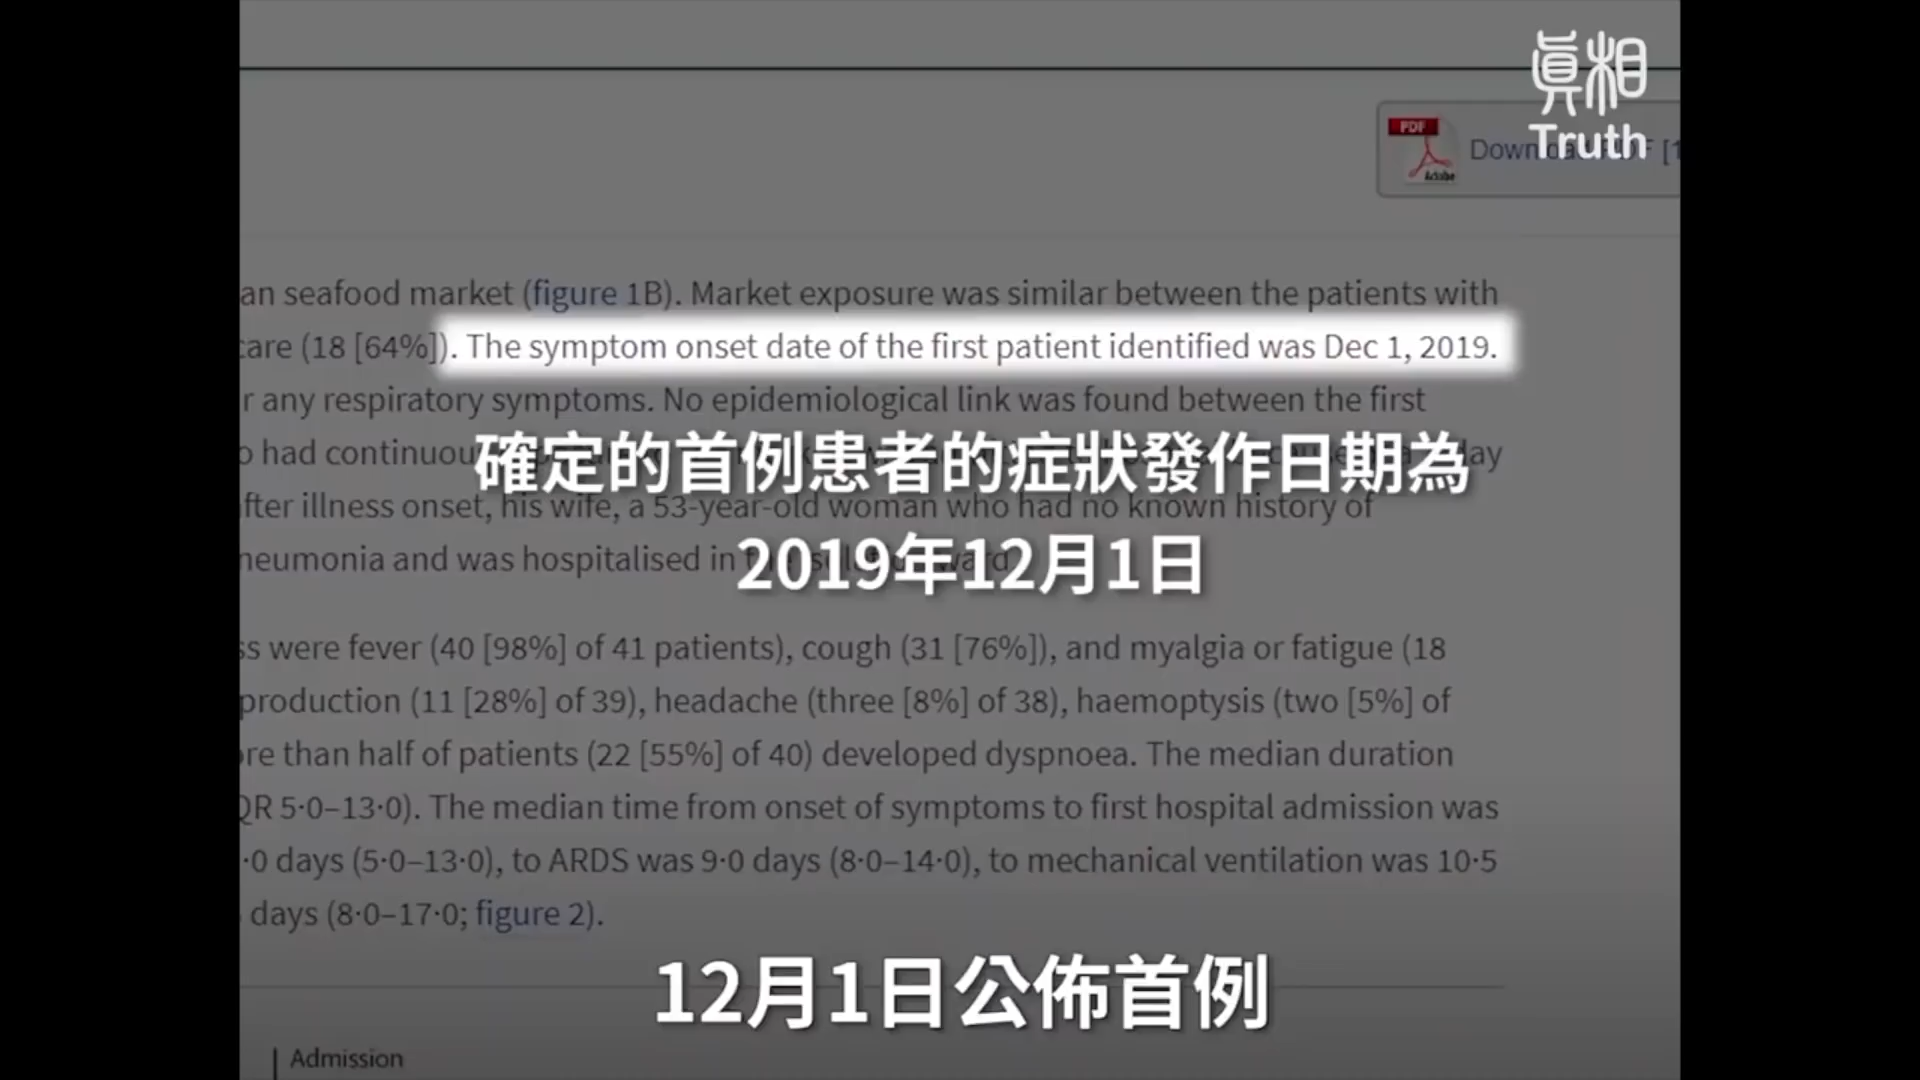 真相
Truth
PDF
Adobe
an seafood market (figure 1B). Market exposure was similar between the patients with
care (18 [64%]). The symptom onset date of the first patient identified was Dec 1, 2019.
r any respiratory symptoms. No epidemiological link was found between the first
o had continuou
確定的首例患者的症狀發作日期為
fter illness onset, his wife, a 53-year-old woman who had no known history of
2019年12月1日
neumonia and was hospitalised in
ss were fever (40 [98%] of 41 patients), cough (31 [76%]), and myalgia or fatigue (18
production (11 [28%] of 39), headache (three [8%] of 38), haemoptysis (two [5%] of
re than half of patients (22 [55%] of 40) developed dyspnoea. The median duration
QR 5·0–13·0). The median time from onset of symptoms to first hospital admission was
·0 days (5·0–13·0), to ARDS was 9·0 days (8·0–14·0), to mechanical ventilation was 10·5
days (8·0–17·0; figure 2).
12月1日公佈首例
Admission